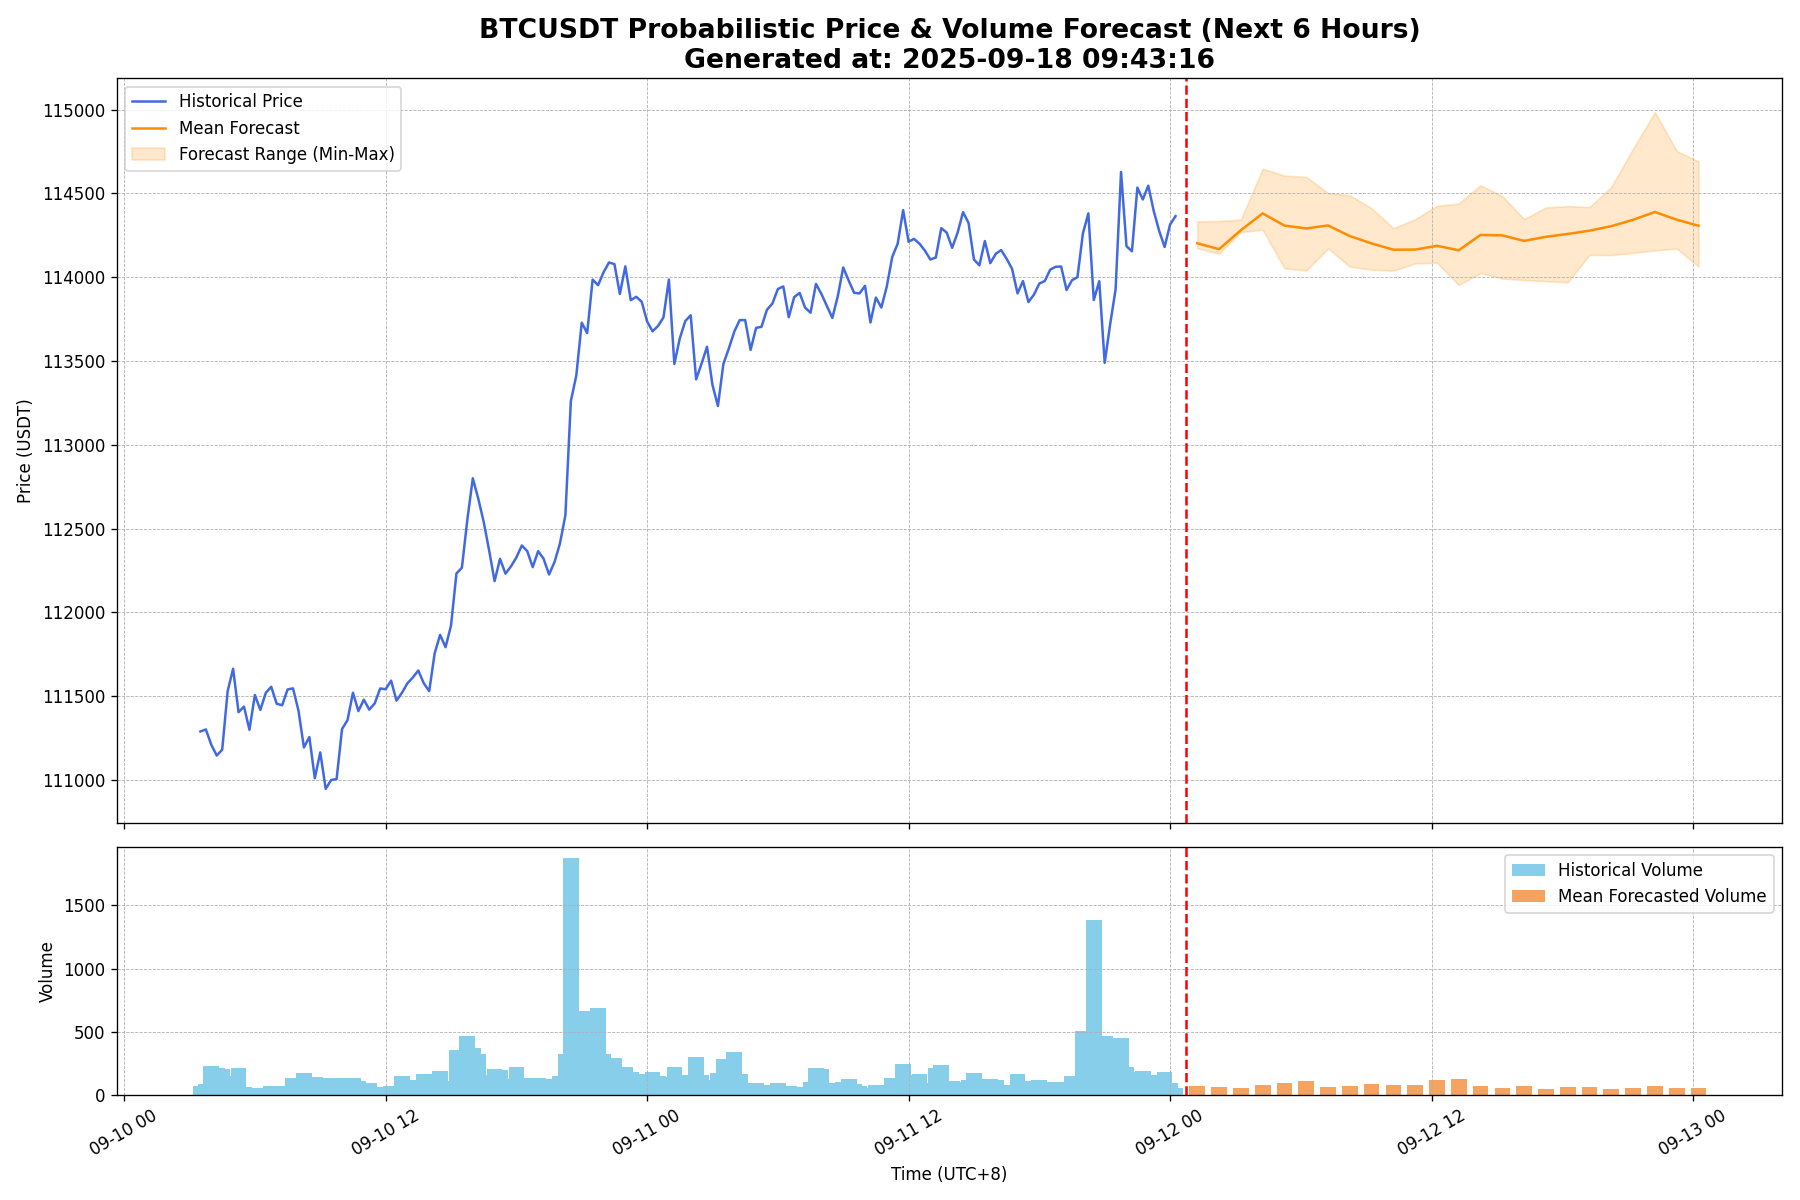 BTCUSDT Probabilistic Price & Volume Forecast (Next 6 Hours)
Generated at: 2025-09-18 09:43:16
Historical Price
Mean Forecast
Forecast Range (Min-Max)
115000
114500
114000
113500
113000
112500
112000
111500
111000
Price (USDT)
Historical Volume
Mean Forecasted Volume
1500
1000
500
0
Volume
09-10 00
09-10 12
09-11 00
09-11 12
09-12 00
09-12 12
09-13 00
Time (UTC+8)